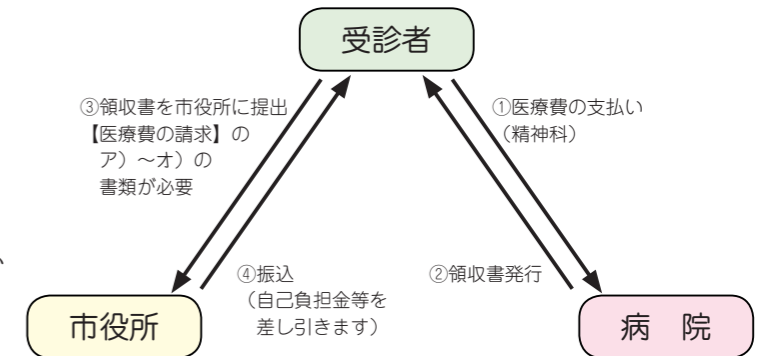 受診者
③領収書を市役所に提出
【医療費の請求】の
ア）～オ）の
書類が必要
①医療費の支払い
（精神科）
④振込
（自己負担金等を
差し引きます）
②領収書発行
市役所
病　院